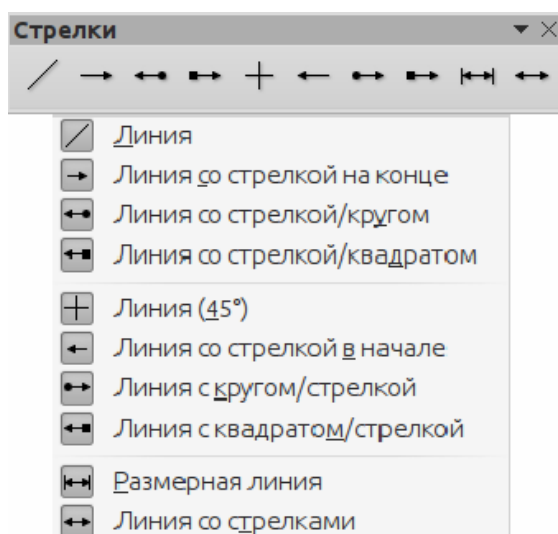 Стрелки
Линия
Линия со стрелкой на конце
Линия со стрелкой/кругом
Линия со стрелкой/квадратом
Линия (45°)
Линия со стрелкой в начале
Линия с кругом/стрелкой
Линия с квадратом/стрелкой
Размерная линия
Линия со стрелками